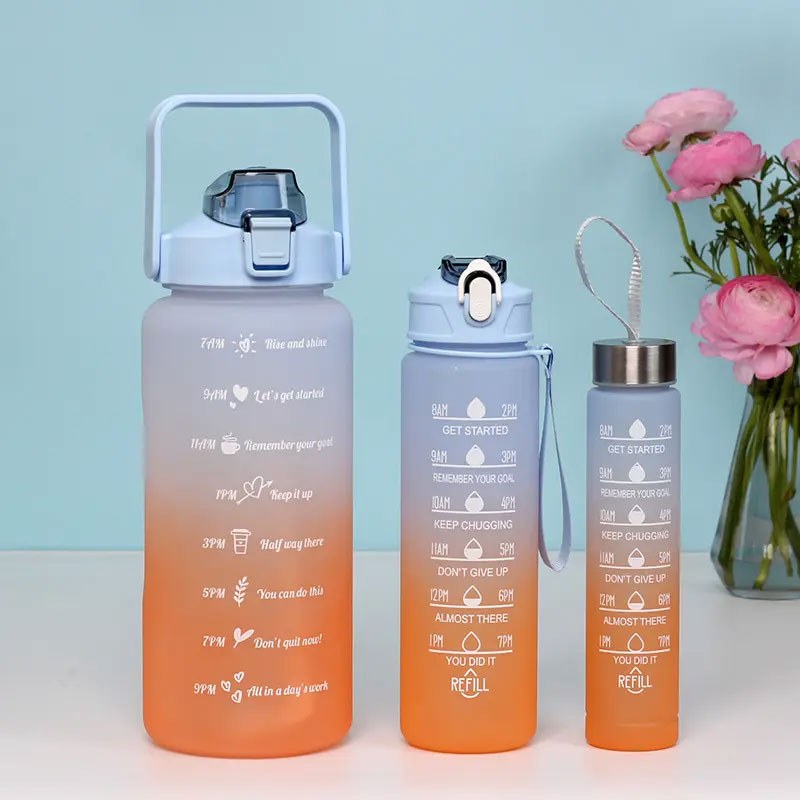 7AM Rise and shine
9AM Let's get started
11AM Remember your goal
1PM Keep it up
3PM Half way there
5PM You can do this
7PM Don't quit now!
9PM All in a day's work
8AM 2PM
GET STARTED
9AM 3PM
REMEMBER YOUR GOAL
10AM 4PM
KEEP CHUGGING
11AM 5PM
DON'T GIVE UP
12PM 6PM
ALMOST THERE
1PM 7PM
YOU DID IT
REFILL
8AM 2PM
GET STARTED
9AM 3PM
REMEMBER YOUR GOAL
10AM 4PM
KEEP CHUGGING
11AM 5PM
DON'T GIVE UP
12PM 6PM
ALMOST THERE
1PM 7PM
YOU DID IT
REFILL